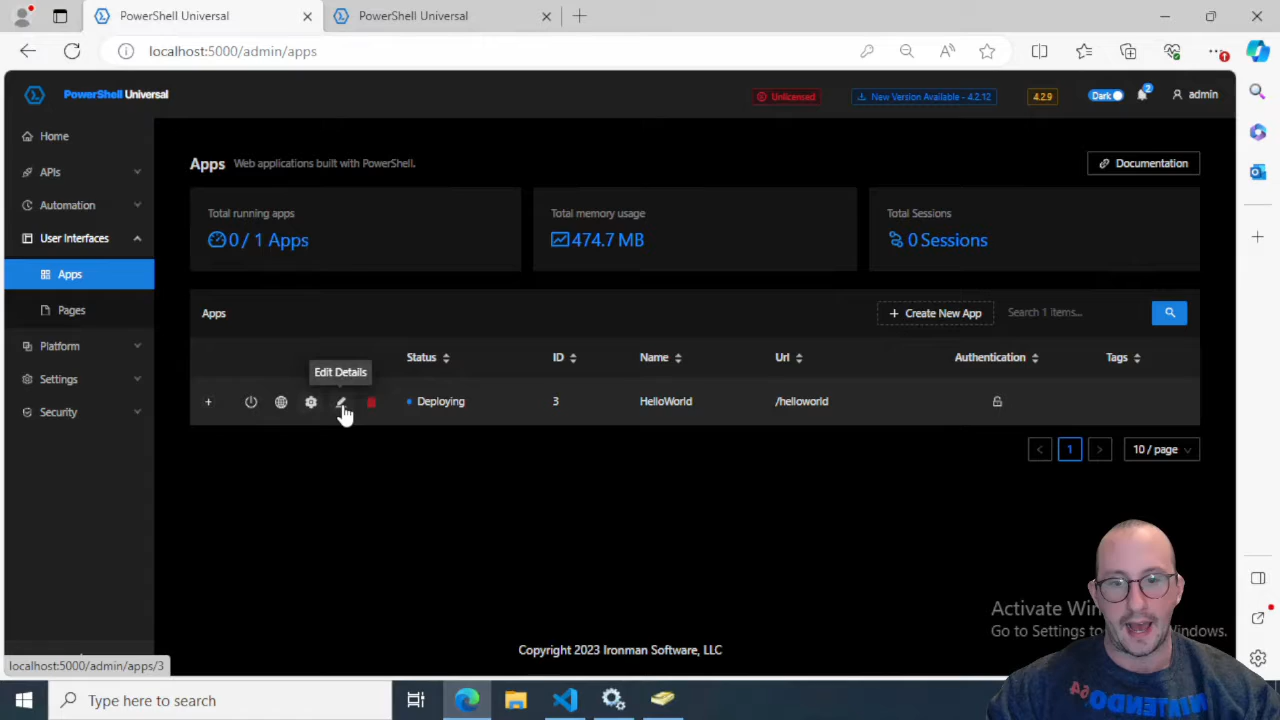 PowerShell Universal
PowerShell Universal
localhost:5000/admin/apps
PowerShell Universal
Unlicensed
New Version Available - 4.2.12
4.2.9
Dark
2
admin
Home
APIs
Automation
User Interfaces
Apps
Pages
Platform
Settings
Security
Apps Web applications built with PowerShell.
Documentation
Total running apps
0 / 1 Apps
Total memory usage
474.7 MB
Total Sessions
0 Sessions
Apps
+ Create New App
Search 1 items...
Edit Details
Status
ID
Name
Url
Authentication
Tags
+
Deploying
3
HelloWorld
/helloworld
< 1 >
10 / page
Activate Win
Go to Settings to
Windows.
Copyright 2023 Ironman Software, LLC
localhost:5000/admin/apps/3
Type here to search
NINTENDO64